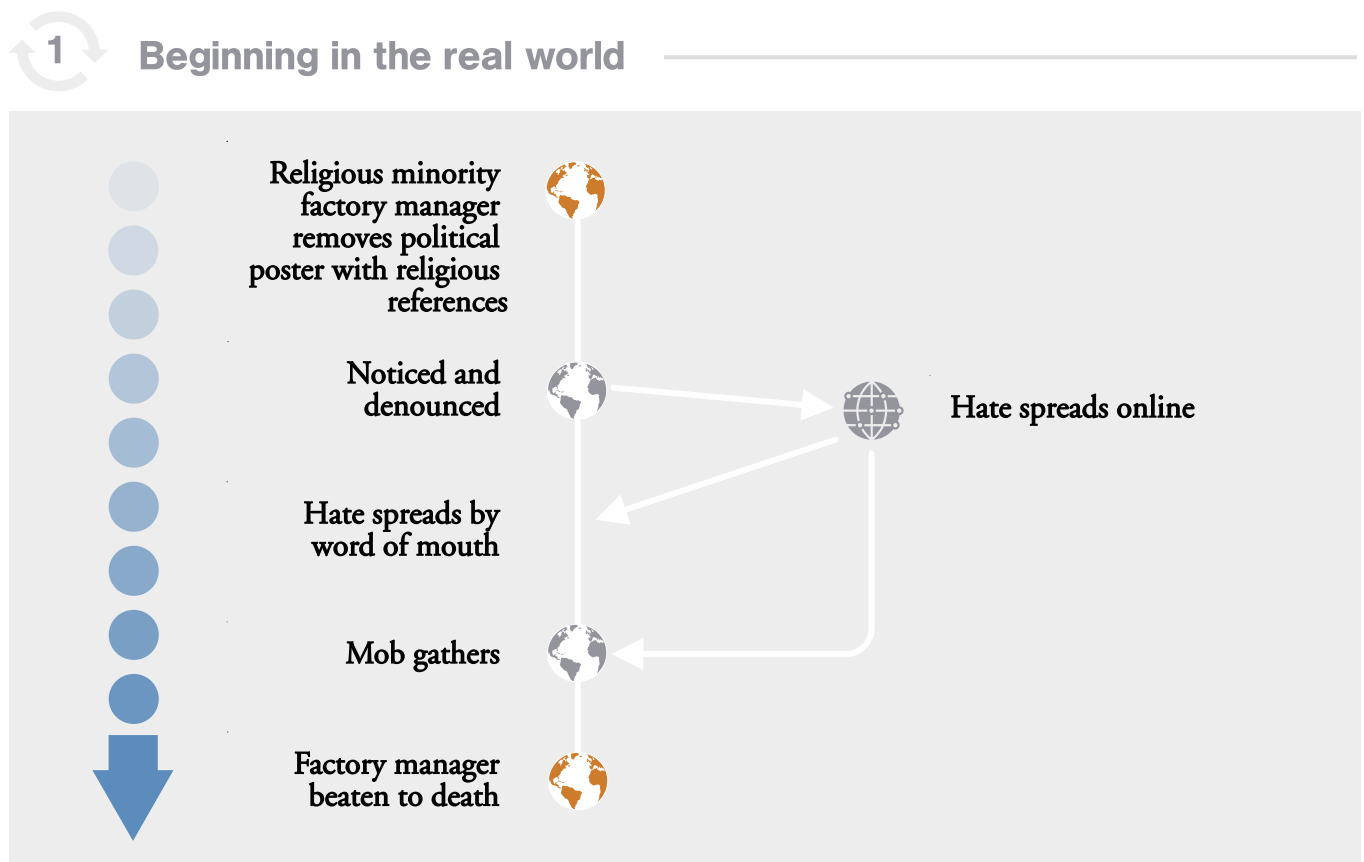 1
Beginning in the real world
Religious minority
factory manager
removes political
poster with religious
references
Noticed and
denounced
Hate spreads online
Hate spreads by
word of mouth
Mob gathers
Factory manager
beaten to death